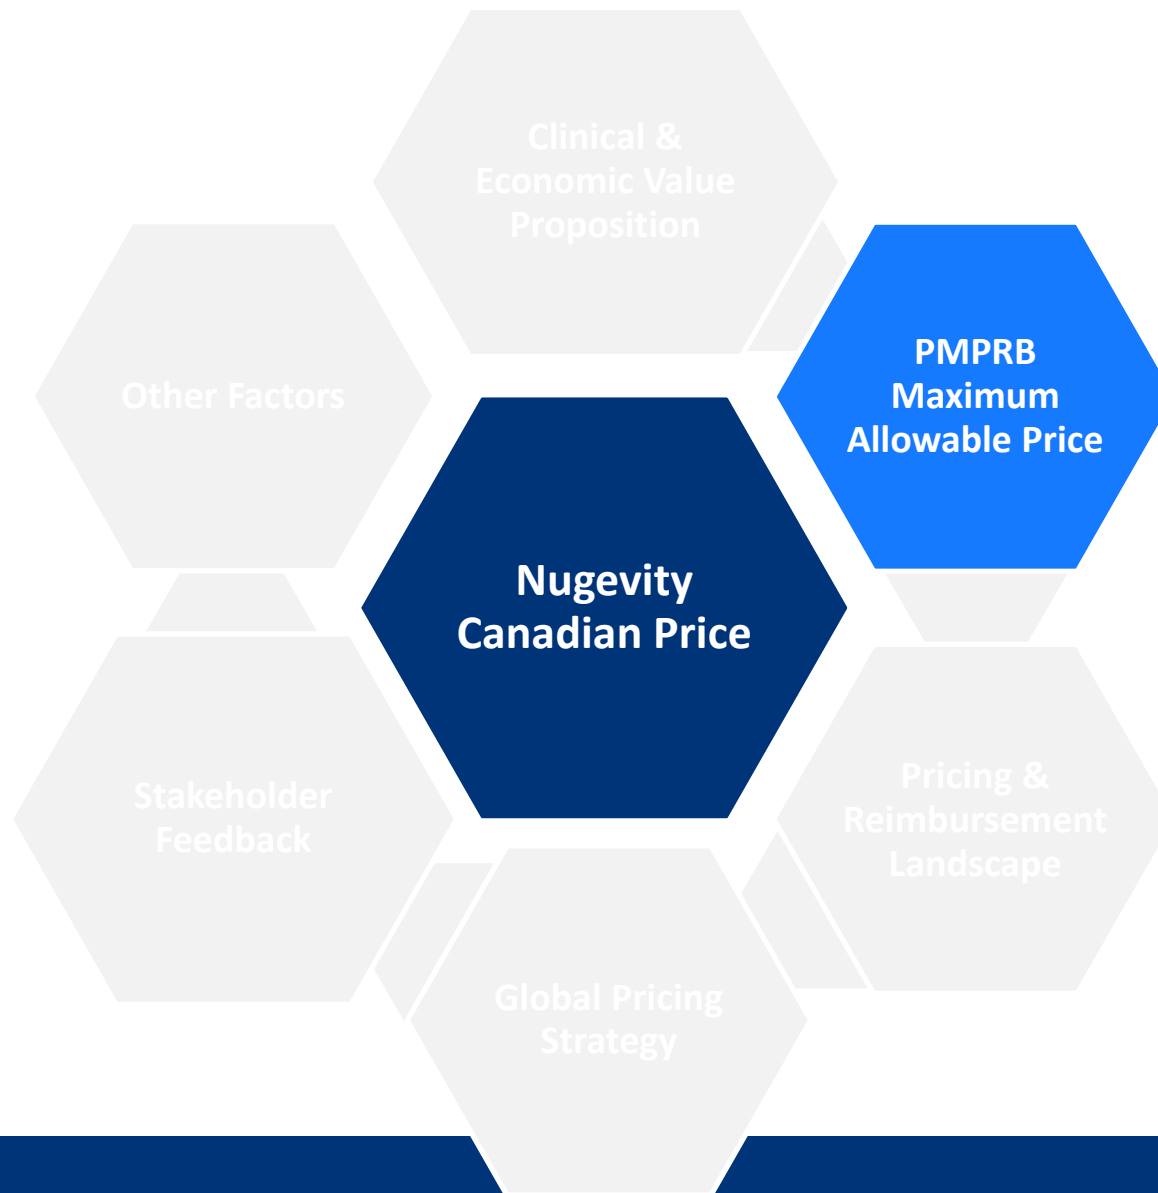 Clinical &
Economic Value
Proposition
PMPRB
Maximum
Allowable Price
Other Factors
Nugevity
Canadian Price
Pricing &
Reimbursement
Landscape
Stakeholder
Feedback
Global Pricing
Strategy